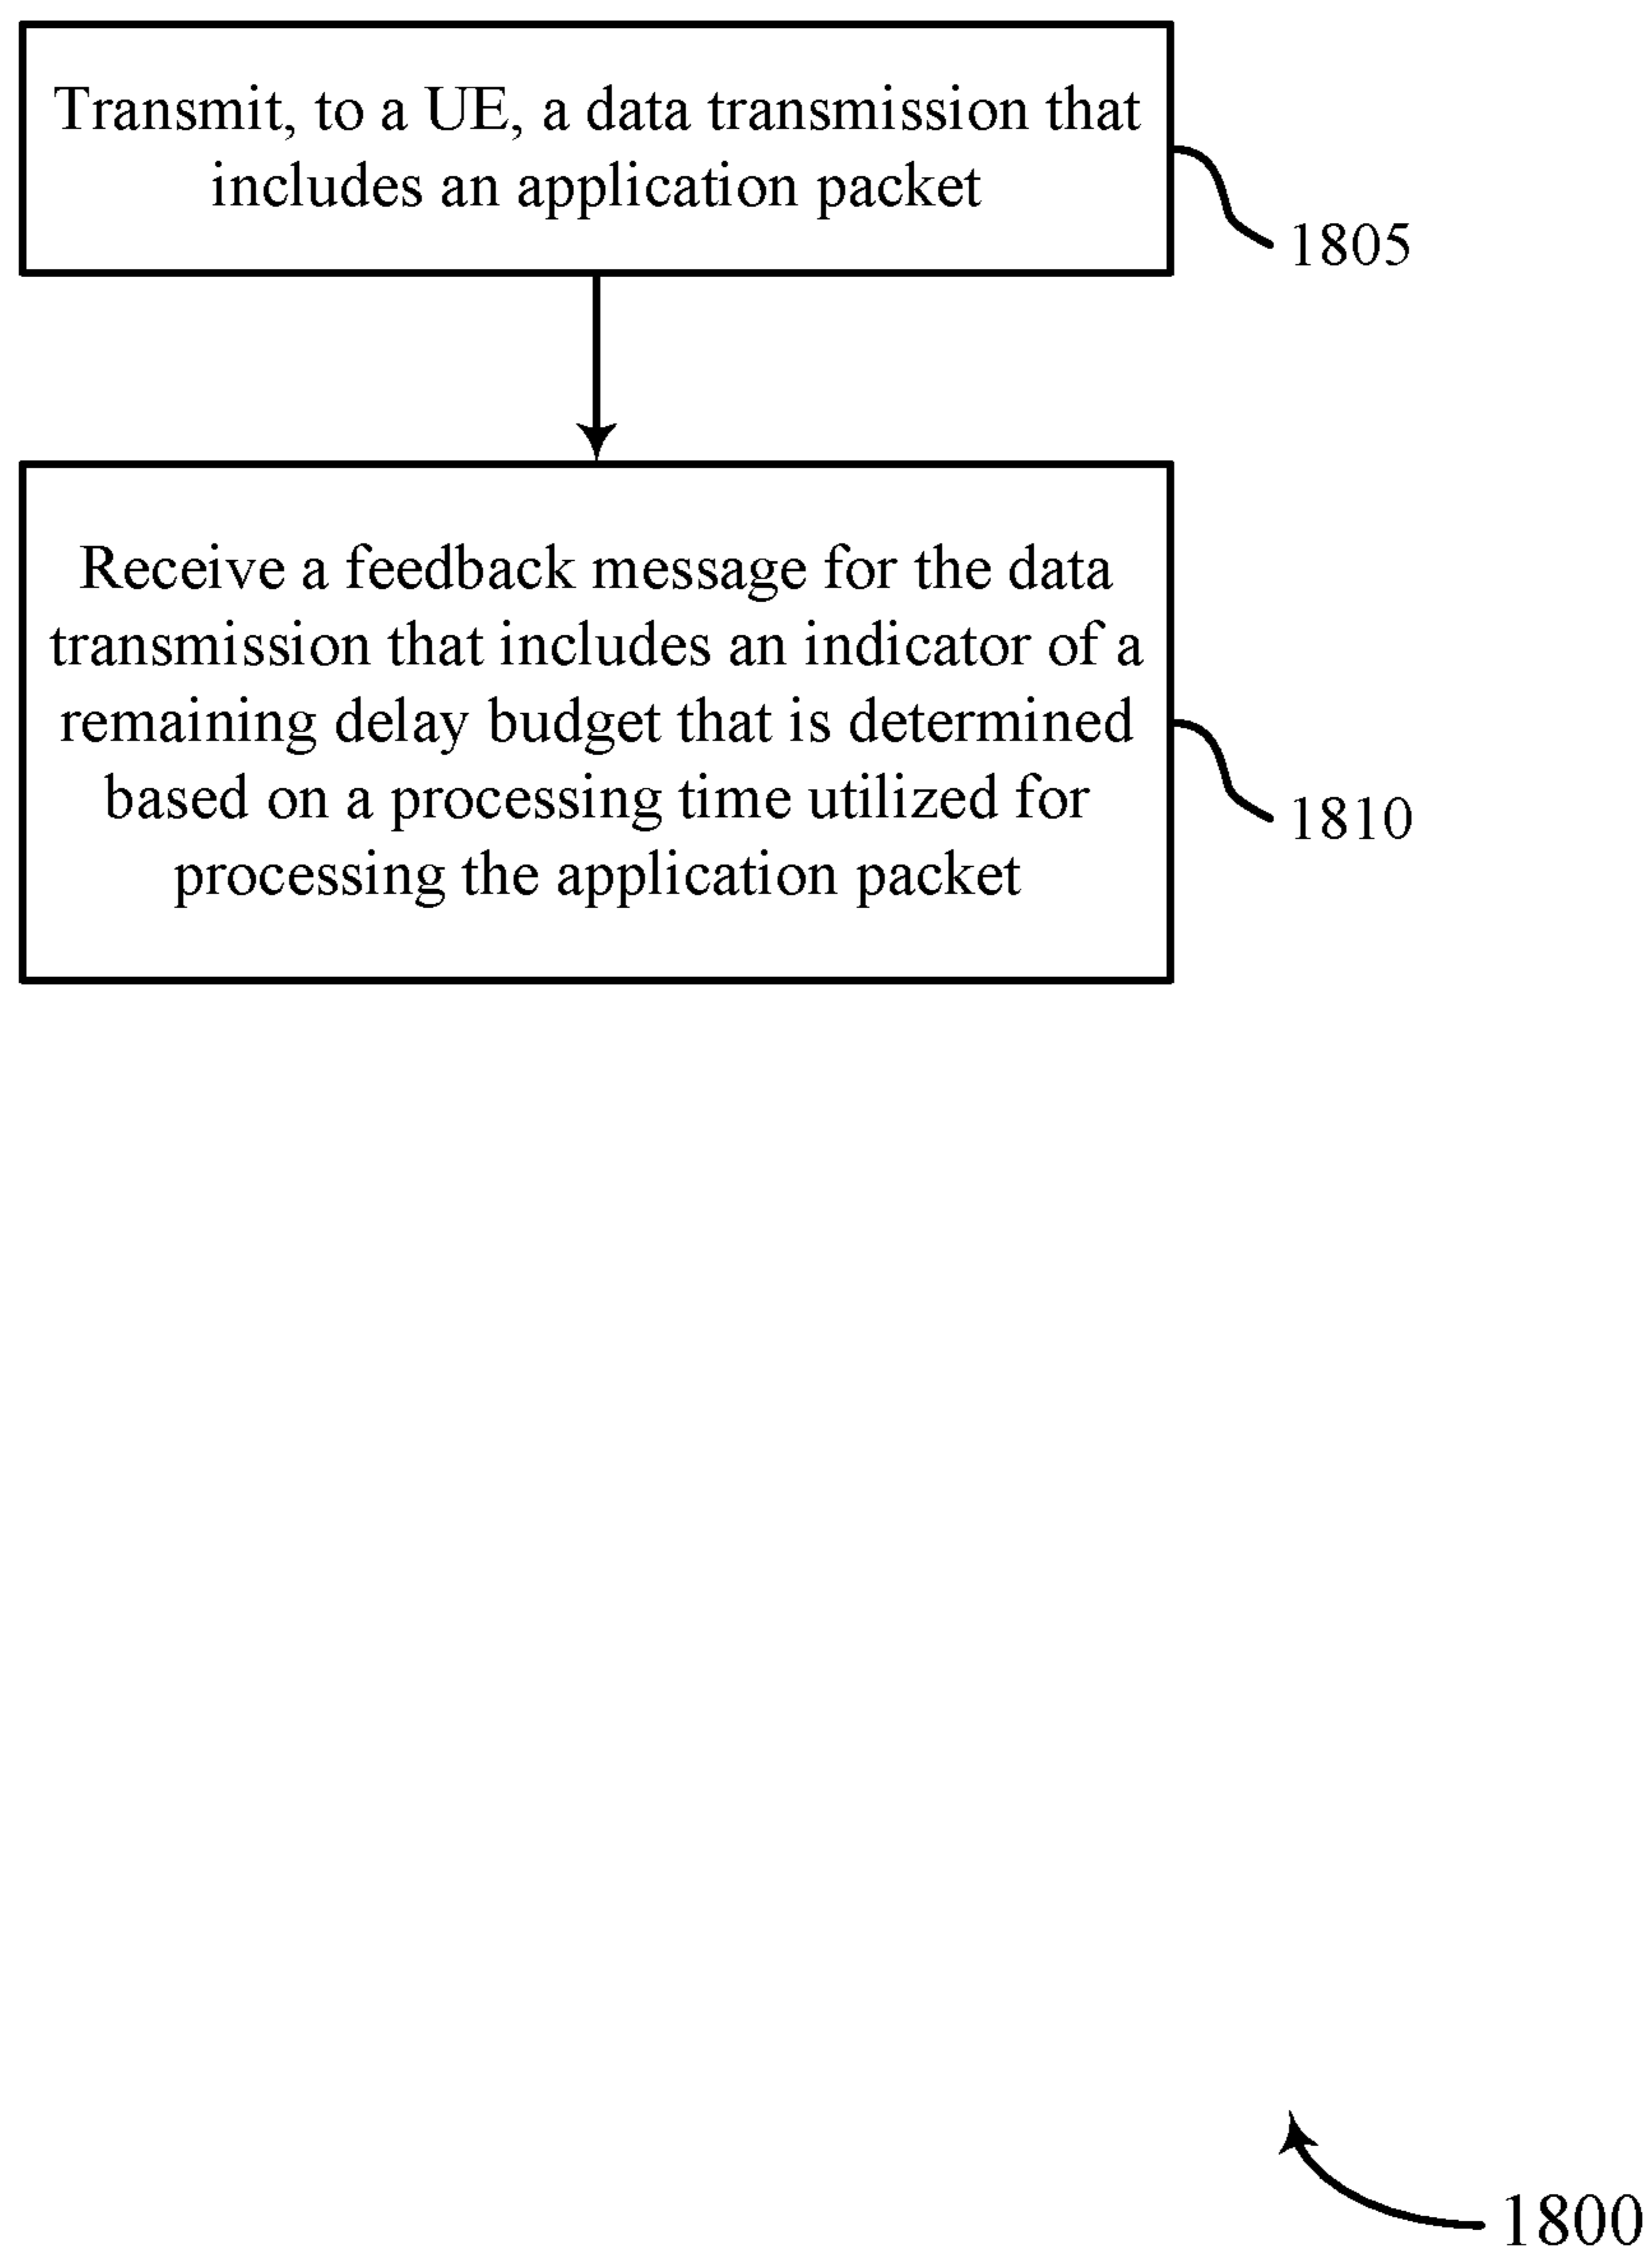 Transmit, to a UE, a data transmission that
includes an application packet
1805
Receive a feedback message for the data
transmission that includes an indicator of a
remaining delay budget that is determined
based on a processing time utilized for
processing the application packet
1810
1800